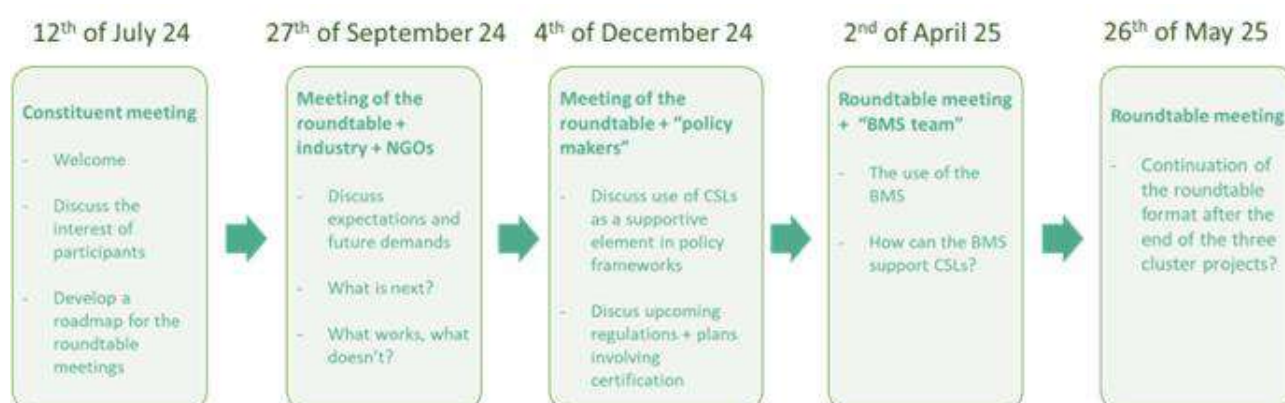 12th of July 24
27th of September 24
4th of December 24
2nd of April 25
26th of May 25
Constituent meeting
- Welcome
- Discuss the
interest of
participants
- Develop a
roadmap for the
roundtable
meetings
Meeting of the
roundtable +
industry + NGOs
- Discuss
expectations and
future demands
- What is next?
- What works, what
doesn't?
Meeting of the
roundtable + "policy
makers"
- Discuss use of CSLs
as a supportive
element in policy
frameworks
- Discus upcoming
regulations + plans
involving
certification
Roundtable meeting
+ "BMS team"
- The use of the
BMS
- How can the BMS
support CSLs?
Roundtable meeting
- Continuation of
the roundtable
format after the
end of the three
cluster projects?